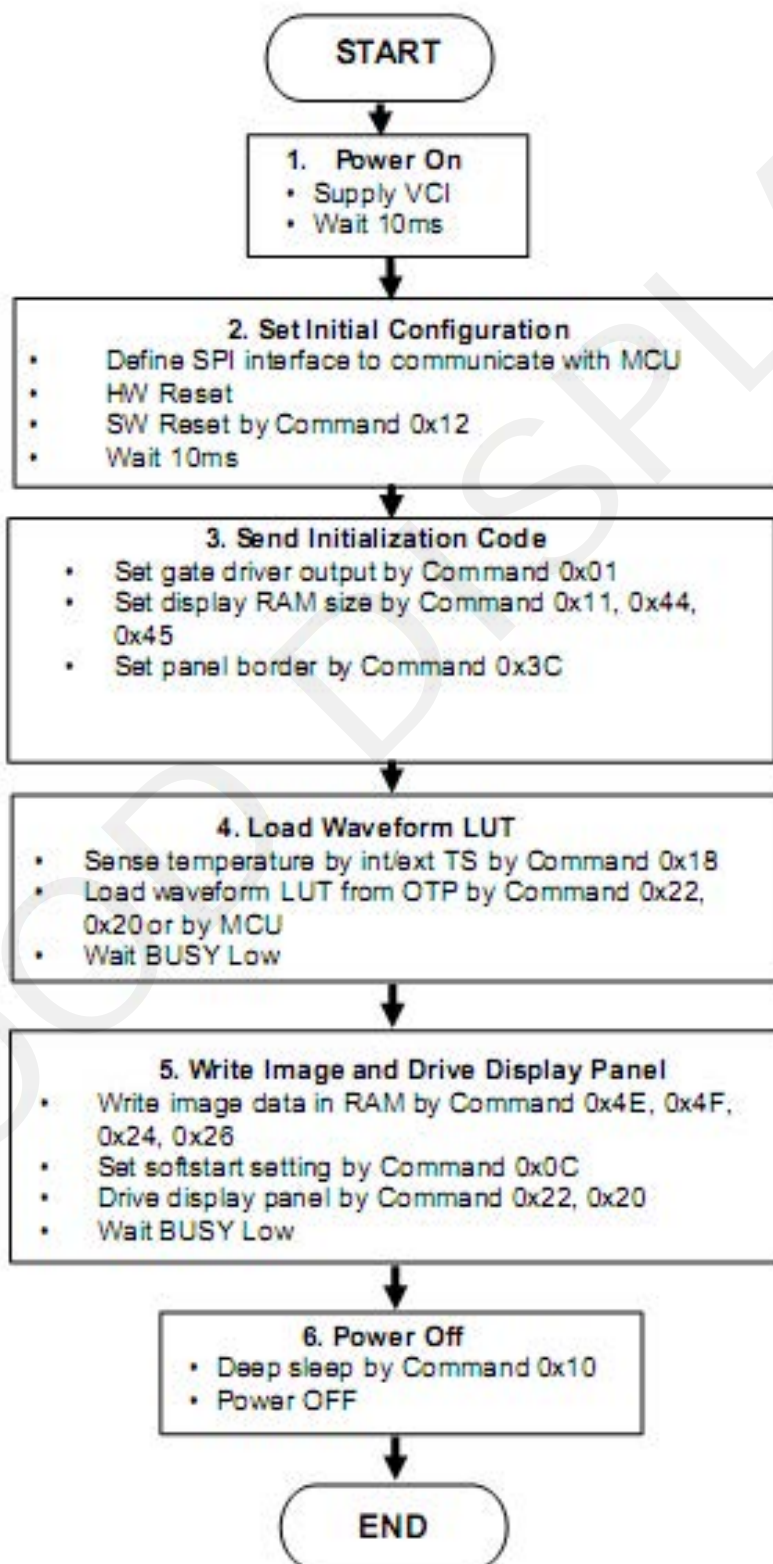 START
1. Power On
• Supply VCI
• Wait 10ms
2. Set Initial Configuration
• Define SPI interface to communicate with MCU
• HW Reset
• SW Reset by Command 0x12
• Wait 10ms
3. Send Initialization Code
• Set gate driver output by Command 0x01
• Set display RAM size by Command 0x11, 0x44,
0x45
• Set panel border by Command 0x3C
4. Load Waveform LUT
• Sense temperature by int/ext TS by Command 0x18
• Load waveform LUT from OTP by Command 0x22,
0x20 or by MCU
• Wait BUSY Low
5. Write Image and Drive Display Panel
• Write image data in RAM by Command 0x4E, 0x4F,
0x24, 0x26
• Set softstart setting by Command 0x0C
• Drive display panel by Command 0x22, 0x20
• Wait BUSY Low
6. Power Off
• Deep sleep by Command 0x10
• Power OFF
END